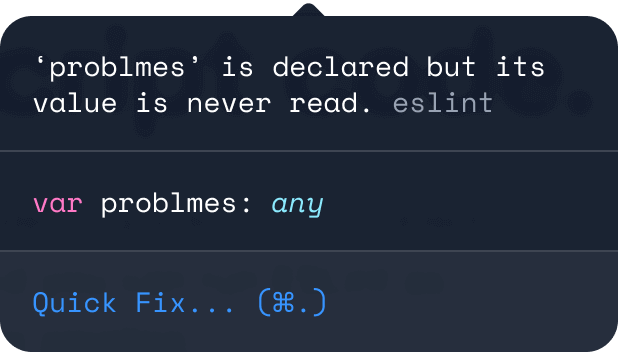 ‘problmes’ is declared but its
value is never read. eslint
var problmes: any
Quick Fix... (⌘.)